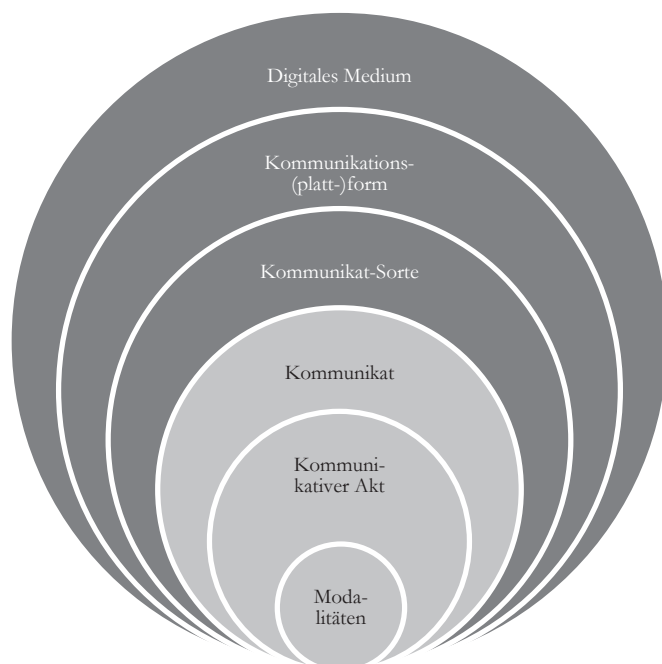 Digitales Medium
Kommunikations-
(platt-)form
Kommunikat-Sorte
Kommunikat
Kommuni-
kativer Akt
Moda-
litäten